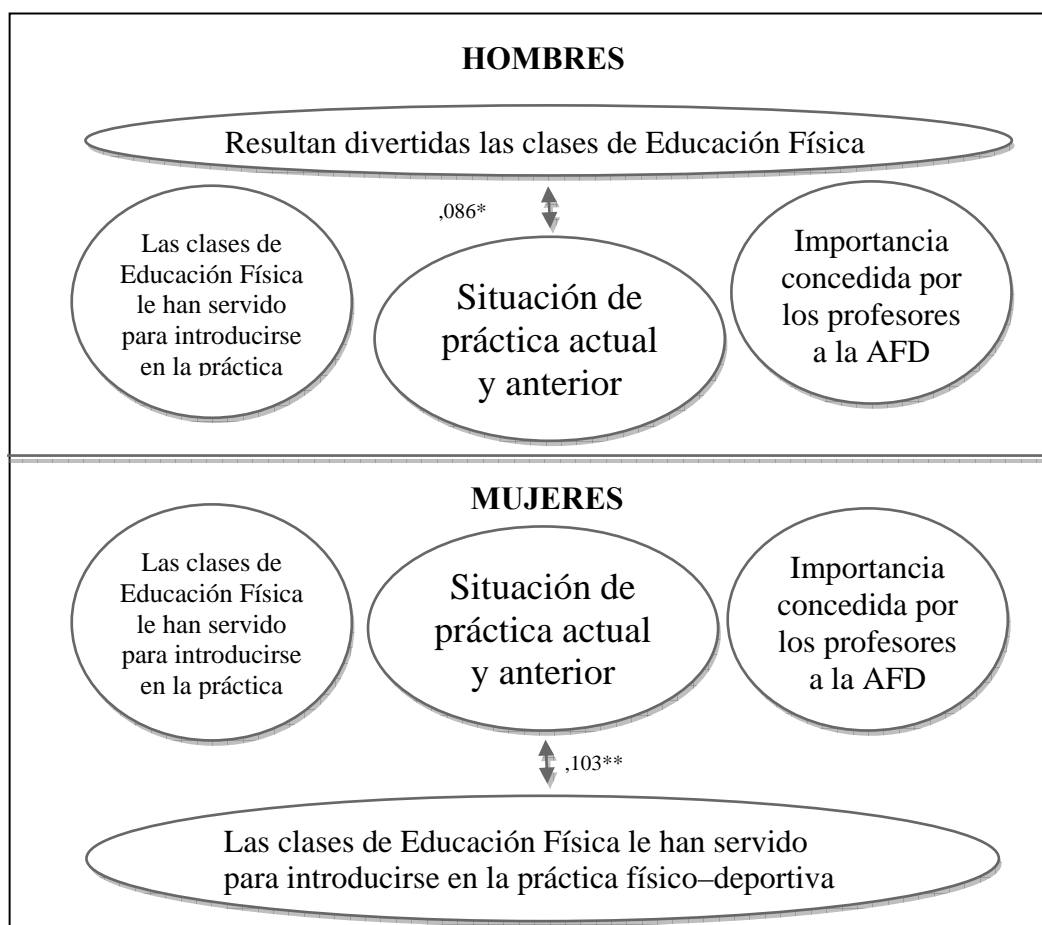 HOMBRES
Resultan divertidas las clases de Educación Física
,086*
Las clases de
Educación Física
le han servido
para introducirse
en la práctica
Situación de
práctica actual
y anterior
Importancia
concedida por
los profesores
a la AFD
MUJERES
Las clases de
Educación Física
le han servido
para introducirse
en la práctica
Situación de
práctica actual
y anterior
Importancia
concedida por
los profesores
a la AFD
,103**
Las clases de Educación Física le han servido
para introducirse en la práctica físico–deportiva